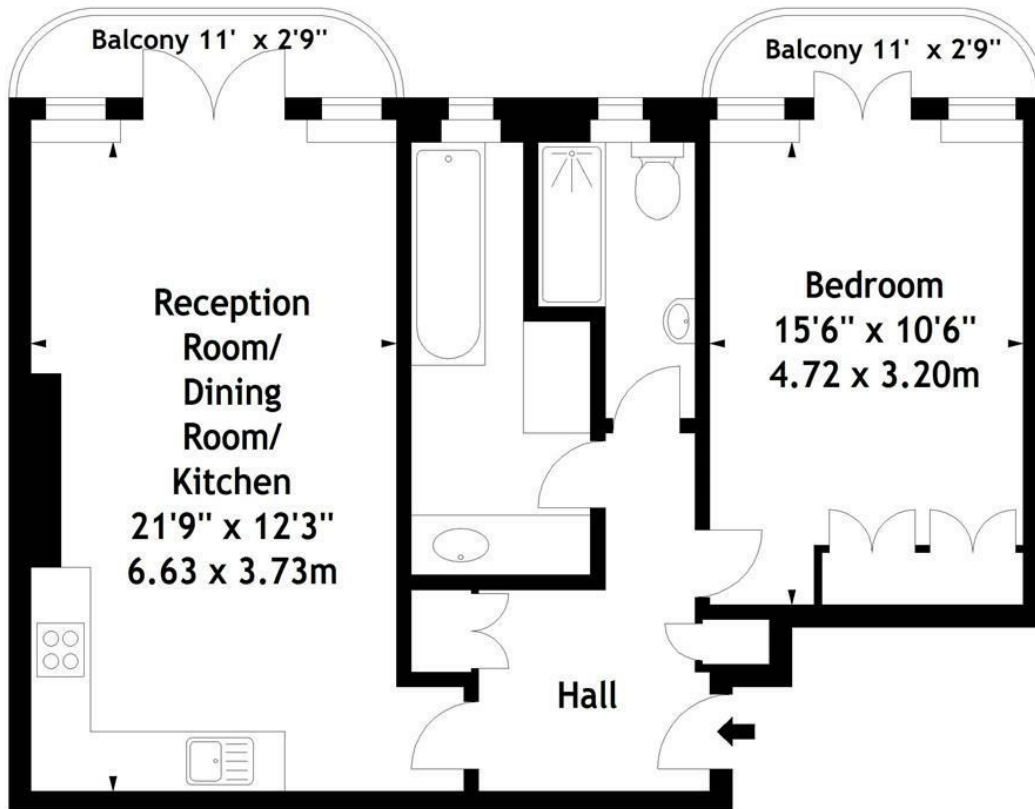 Balcony 11' x 2'9"
Balcony 11' x 2'9"
Reception
Room/
Dining
Room/
Kitchen
21'9" x 12'3"
6.63 x 3.73m
Bedroom
15'6" x 10'6"
4.72 x 3.20m
Hall